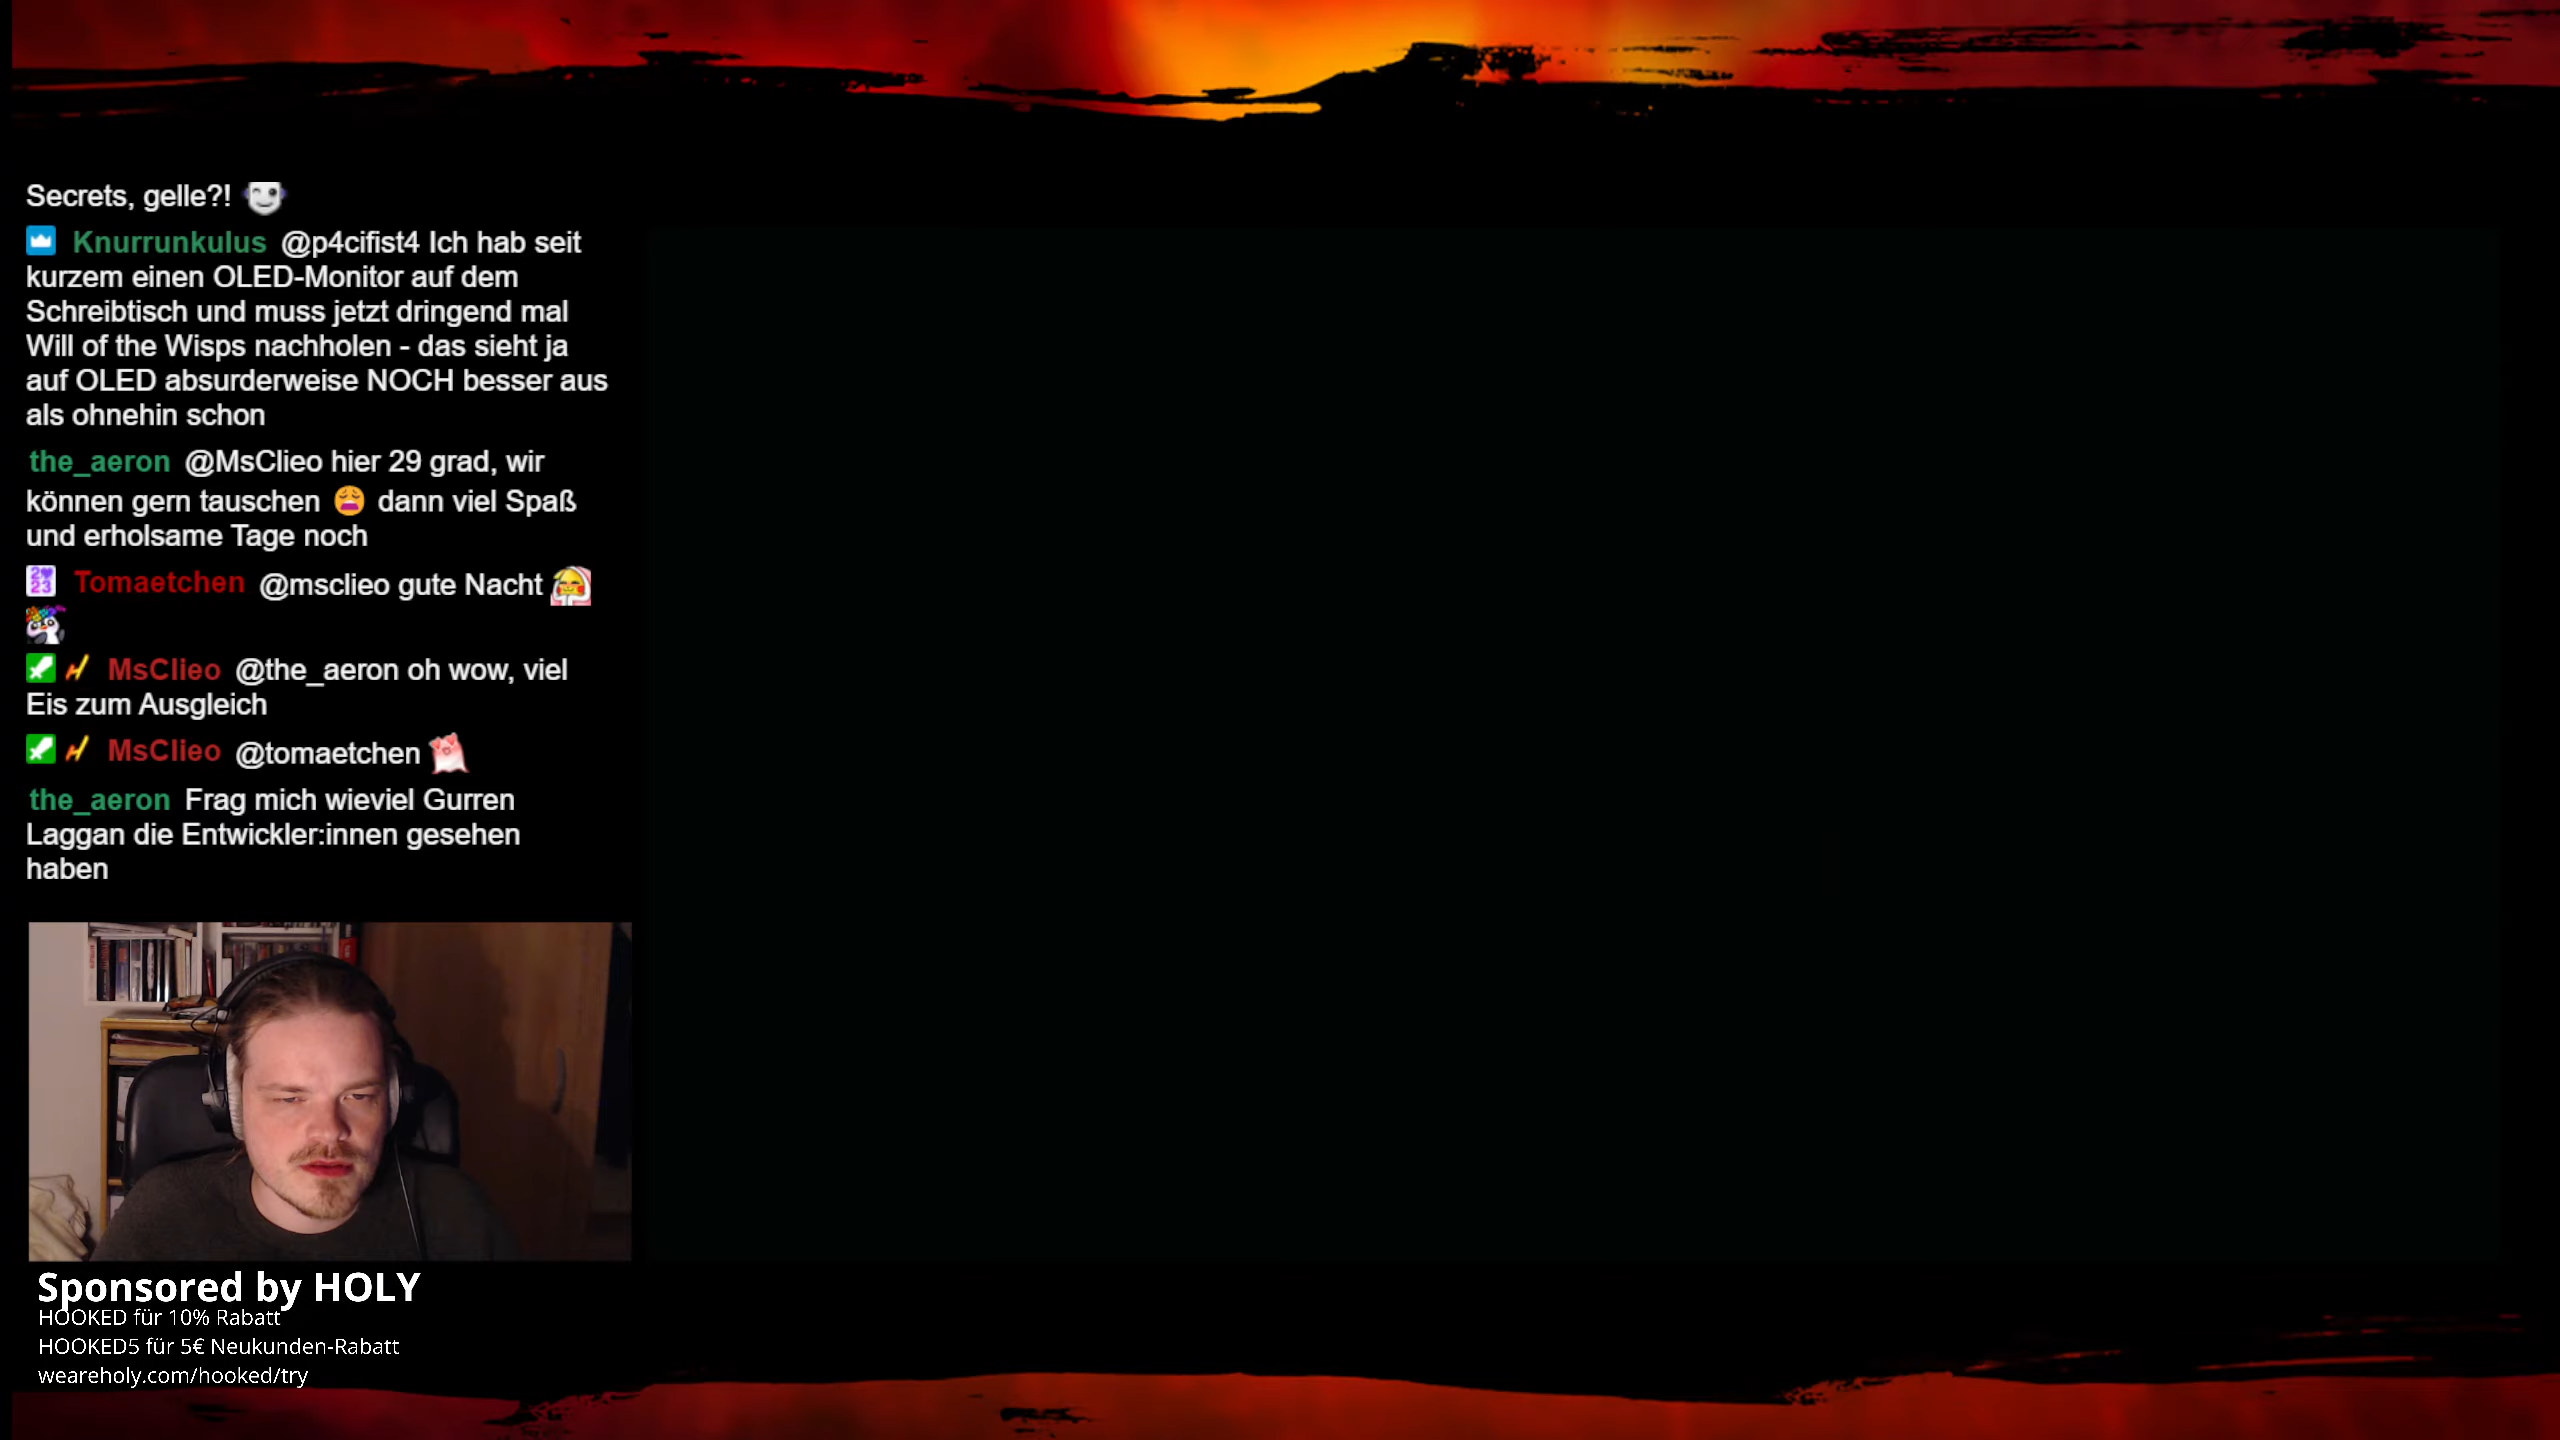 Secrets, gelle?!
Knurrunkulus @p4cifist4 Ich hab seit
kurzem einen OLED-Monitor auf dem
Schreibtisch und muss jetzt dringend mal
Will of the Wisps nachholen - das sieht ja
auf OLED absurderweise NOCH besser aus
als ohnehin schon
the_aeron @MsClieo hier 29 grad, wir
können gern tauschen dann viel Spaß
und erholsame Tage noch
Tomaetchen @msclieo gute Nacht
MsClieo @the_aeron oh wow, viel
Eis zum Ausgleich
MsClieo @tomaetchen
the_aeron Frag mich wieviel Gurren
Laggan die Entwickler:innen gesehen
haben
Sponsored by HOLY
HOOKED für 10% Rabatt
HOOKED5 für 5€ Neukunden-Rabatt
weareholy.com/hooked/try